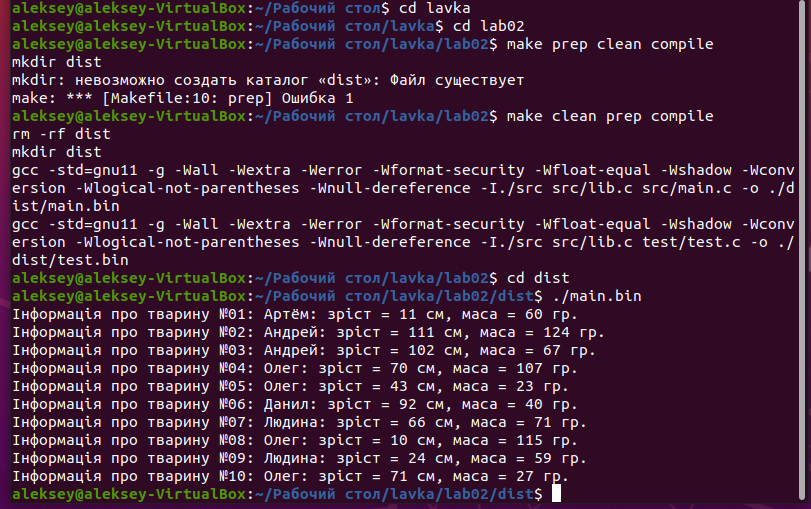 aleksey@aleksey-VirtualBox:~/Рабочий стол$ cd lavka
aleksey@aleksey-VirtualBox:~/Рабочий стол/lavka$ cd lab02
aleksey@aleksey-VirtualBox:~/Рабочий стол/lavka/lab02$ make prep clean compile
mkdir dist
mkdir: невозможно создать каталог «dist»: Файл существует
make: *** [Makefile:10: prep] Ошибка 1
aleksey@aleksey-VirtualBox:~/Рабочий стол/lavka/lab02$ make clean prep compile
rm -rf dist
mkdir dist
gcc -std=gnu11 -g -Wall -Wextra -Werror -Wformat-security -Wfloat-equal -Wshadow -Wconv
ersion -Wlogical-not-parentheses -Wnull-dereference -I./src src/lib.c src/main.c -o ./d
ist/main.bin
gcc -std=gnu11 -g -Wall -Wextra -Werror -Wformat-security -Wfloat-equal -Wshadow -Wconv
ersion -Wlogical-not-parentheses -Wnull-dereference -I./src src/lib.c test/test.c -o ./
dist/test.bin
aleksey@aleksey-VirtualBox:~/Рабочий стол/lavka/lab02$ cd dist
aleksey@aleksey-VirtualBox:~/Рабочий стол/lavka/lab02/dist$ ./main.bin
Інформація про тварину №01: Артём: зріст = 11 см, маса = 60 гр.
Інформація про тварину №02: Андрей: зріст = 111 см, маса = 124 гр.
Інформація про тварину №03: Андрей: зріст = 102 см, маса = 67 гр.
Інформація про тварину №04: Олег: зріст = 70 см, маса = 107 гр.
Інформація про тварину №05: Олег: зріст = 43 см, маса = 23 гр.
Інформація про тварину №06: Данил: зріст = 92 см, маса = 40 гр.
Інформація про тварину №07: Людина: зріст = 66 см, маса = 71 гр.
Інформація про тварину №08: Олег: зріст = 10 см, маса = 115 гр.
Інформація про тварину №09: Людина: зріст = 24 см, маса = 59 гр.
Інформація про тварину №10: Олег: зріст = 71 см, маса = 27 гр.
aleksey@aleksey-VirtualBox:~/Рабочий стол/lavka/lab02/dist$